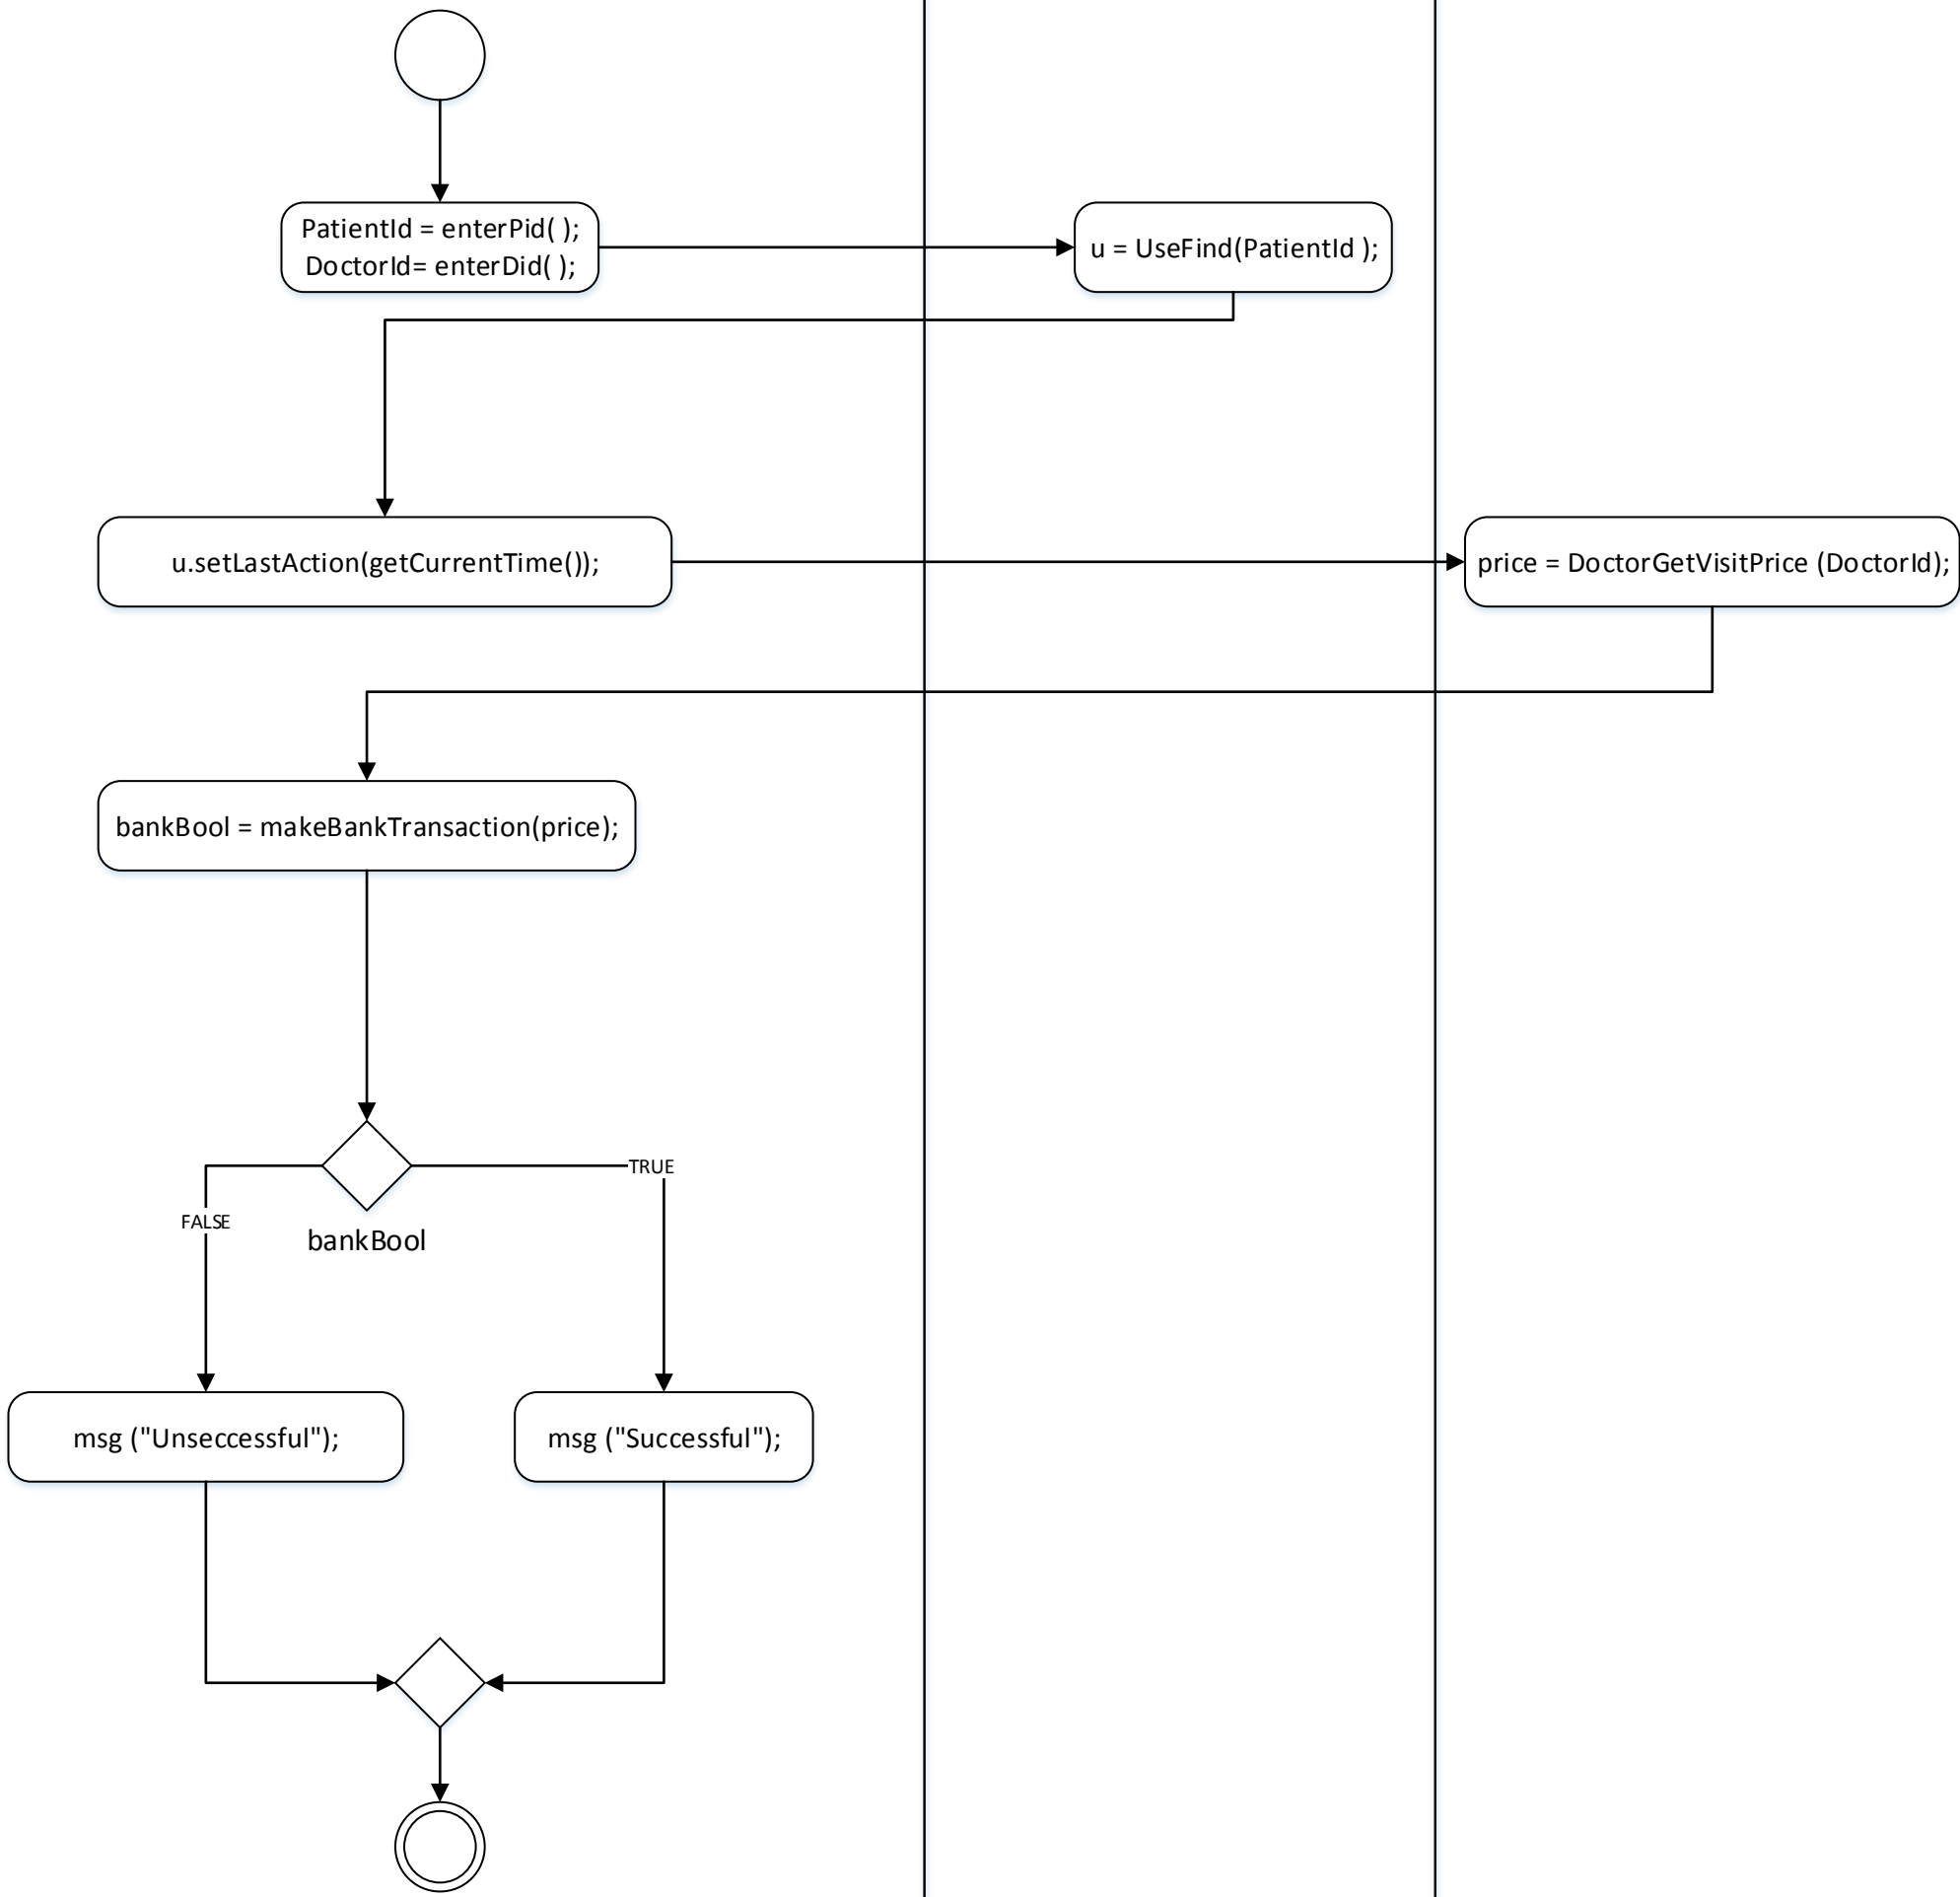 PatientId = enterPid( );
DoctorId= enterDid( );
u = UseFind(PatientId );
u.setLastAction(getCurrentTime());
price = DoctorGetVisitPrice (DoctorId);
bankBool = makeBankTransaction(price);
TRUE
FALSE
bankBool
msg ("Unseccessful");
msg ("Successful");